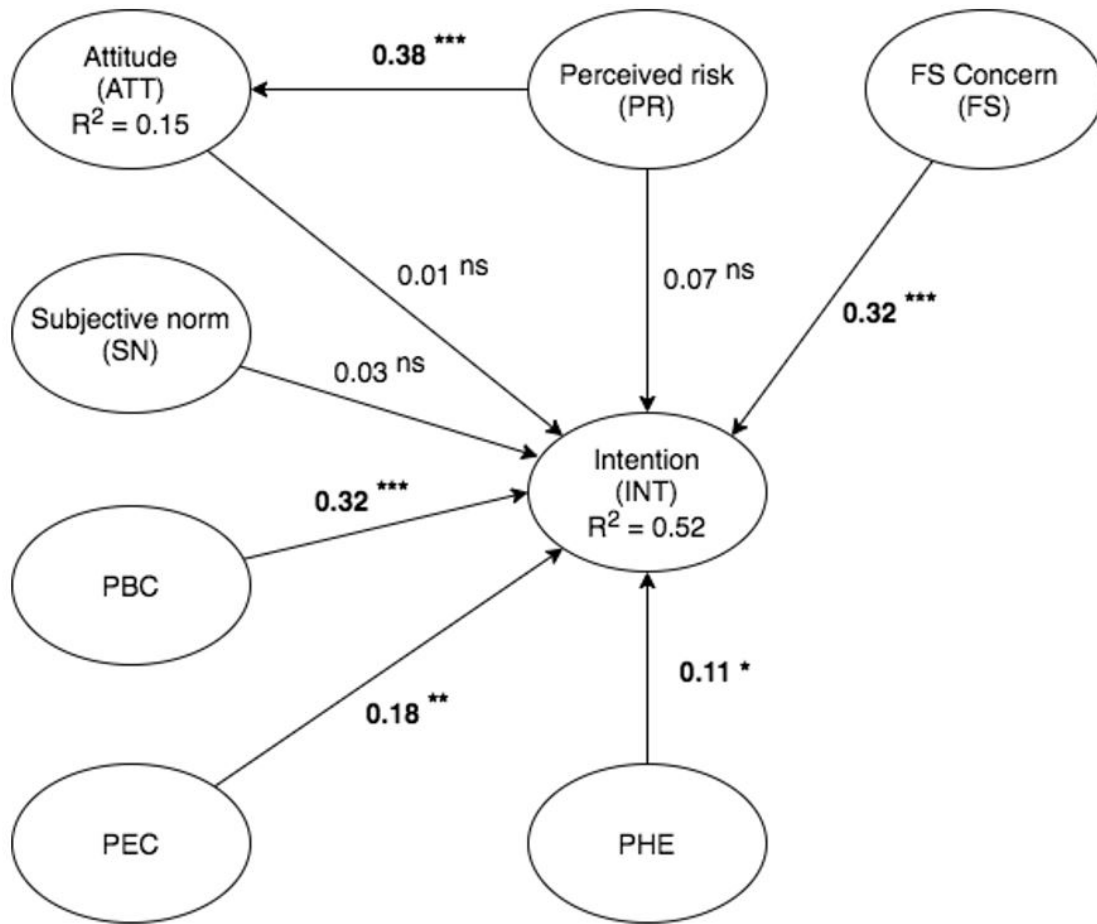 Attitude
(ATT)
R² = 0.15
0.38 ***
Perceived risk
(PR)
FS Concern
(FS)
0.01 ns
0.07 ns
0.32 ***
Subjective norm
(SN)
0.03 ns
Intention
(INT)
R² = 0.52
0.32 ***
PBC
0.18 **
0.11 *
PEC
PHE